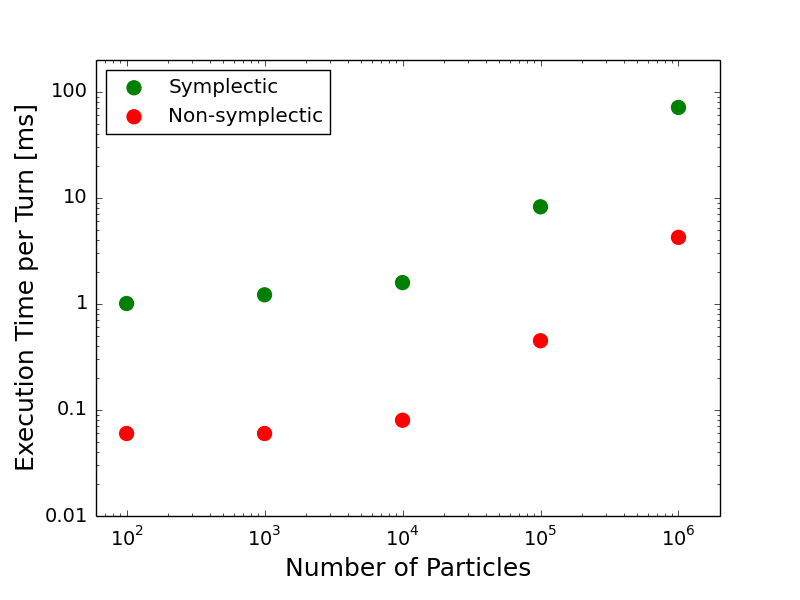 Symplectic
Non-symplectic
Execution Time per Turn [ms]
100
10
1
0.1
0.01
10²
10³
10⁴
10⁵
10⁶
Number of Particles